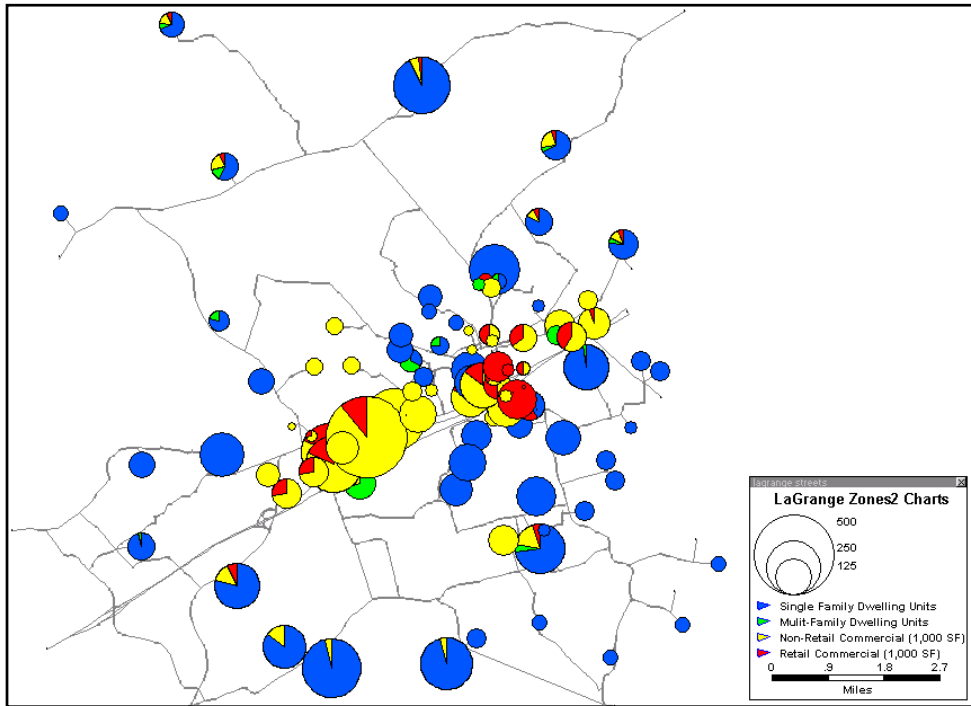 lagrange streets
LaGrange Zones2 Charts
500
250
125
Single Family Dwelling Units
Mulit-Family Dwelling Units
Non-Retail Commercial (1,000 SF)
Retail Commercial (1,000 SF)
0 .9 1.8 2.7
Miles